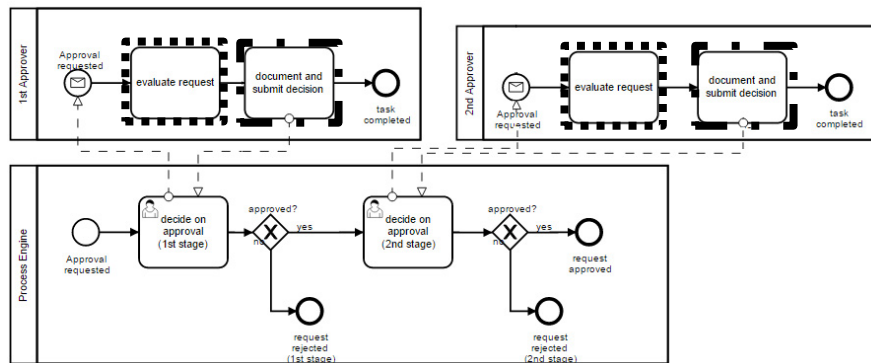 1st Approver
Approval
requested
evaluate request
document and
submit decision
task
completed
2nd Approver
Approval
requested
evaluate request
document and
submit decision
task
completed
Process Engine
Approval
requested
decide on
approval
(1st stage)
approved?
yes
no
request
rejected
(1st stage)
decide on
approval
(2nd stage)
approved?
yes
no
request
approved
request
rejected
(2nd stage)